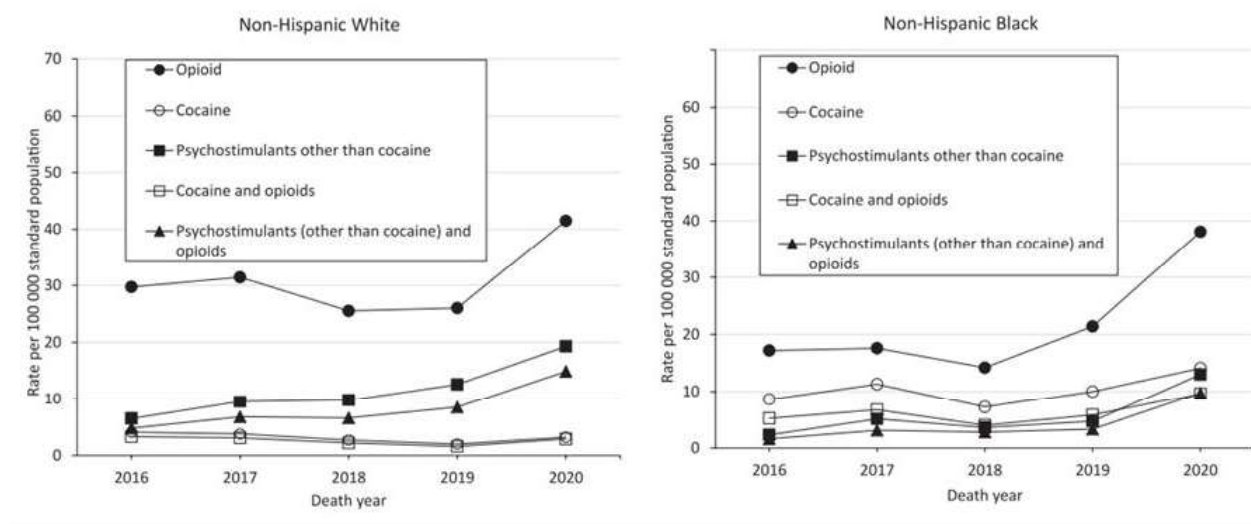 Non-Hispanic White
Rate per 100 000 standard population
70
60
50
40
30
20
10
0
Opioid
Cocaine
Psychostimulants other than cocaine
Cocaine and opioids
Psychostimulants (other than cocaine) and
opioids
2016 2017 2018 2019 2020
Death year
Non-Hispanic Black
Rate per 100 000 standard population
60
50
40
30
20
10
0
Opioid
Cocaine
Psychostimulants other than cocaine
Cocaine and opioids
Psychostimulants (other than cocaine) and
opioids
2016 2017 2018 2019 2020
Death year